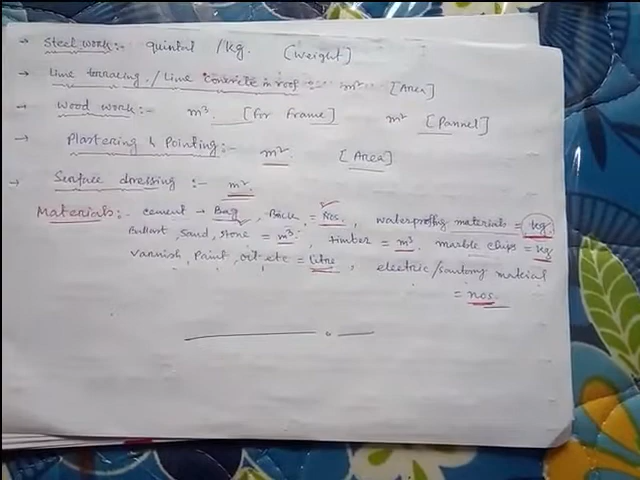 → Steel work:- quintal /kg. [weight]
→ Lime terracing./Lime concrete in roof :- m² [Area]
→ Wood work:- m³ [For Frame] m² [Pannel]
→ Plastering & Pointing:- m². [Area]
→ Surface dressing :- m².
Materials:- cement → Bag, Brick = Nos., waterproffing materials = kg.
Ballast, sand, stone = m³, timber = m³. marble chips = kg
Varnish, Paint, oil etc = litre, electric/sanitary material
= nos.